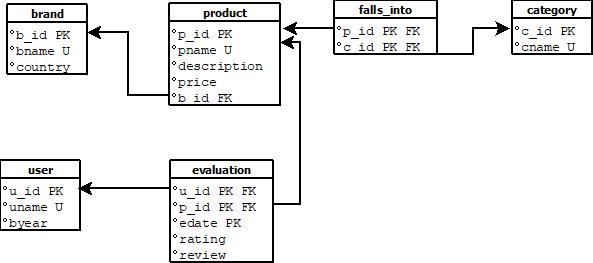 brand
b_id PK
bname U
country
product
p_id PK
pname U
description
price
b_id FK
falls_into
p_id PK FK
c_id PK FK
category
c_id PK
cname U
user
u_id PK
uname U
byear
evaluation
u_id PK FK
p_id PK FK
edate PK
rating
review